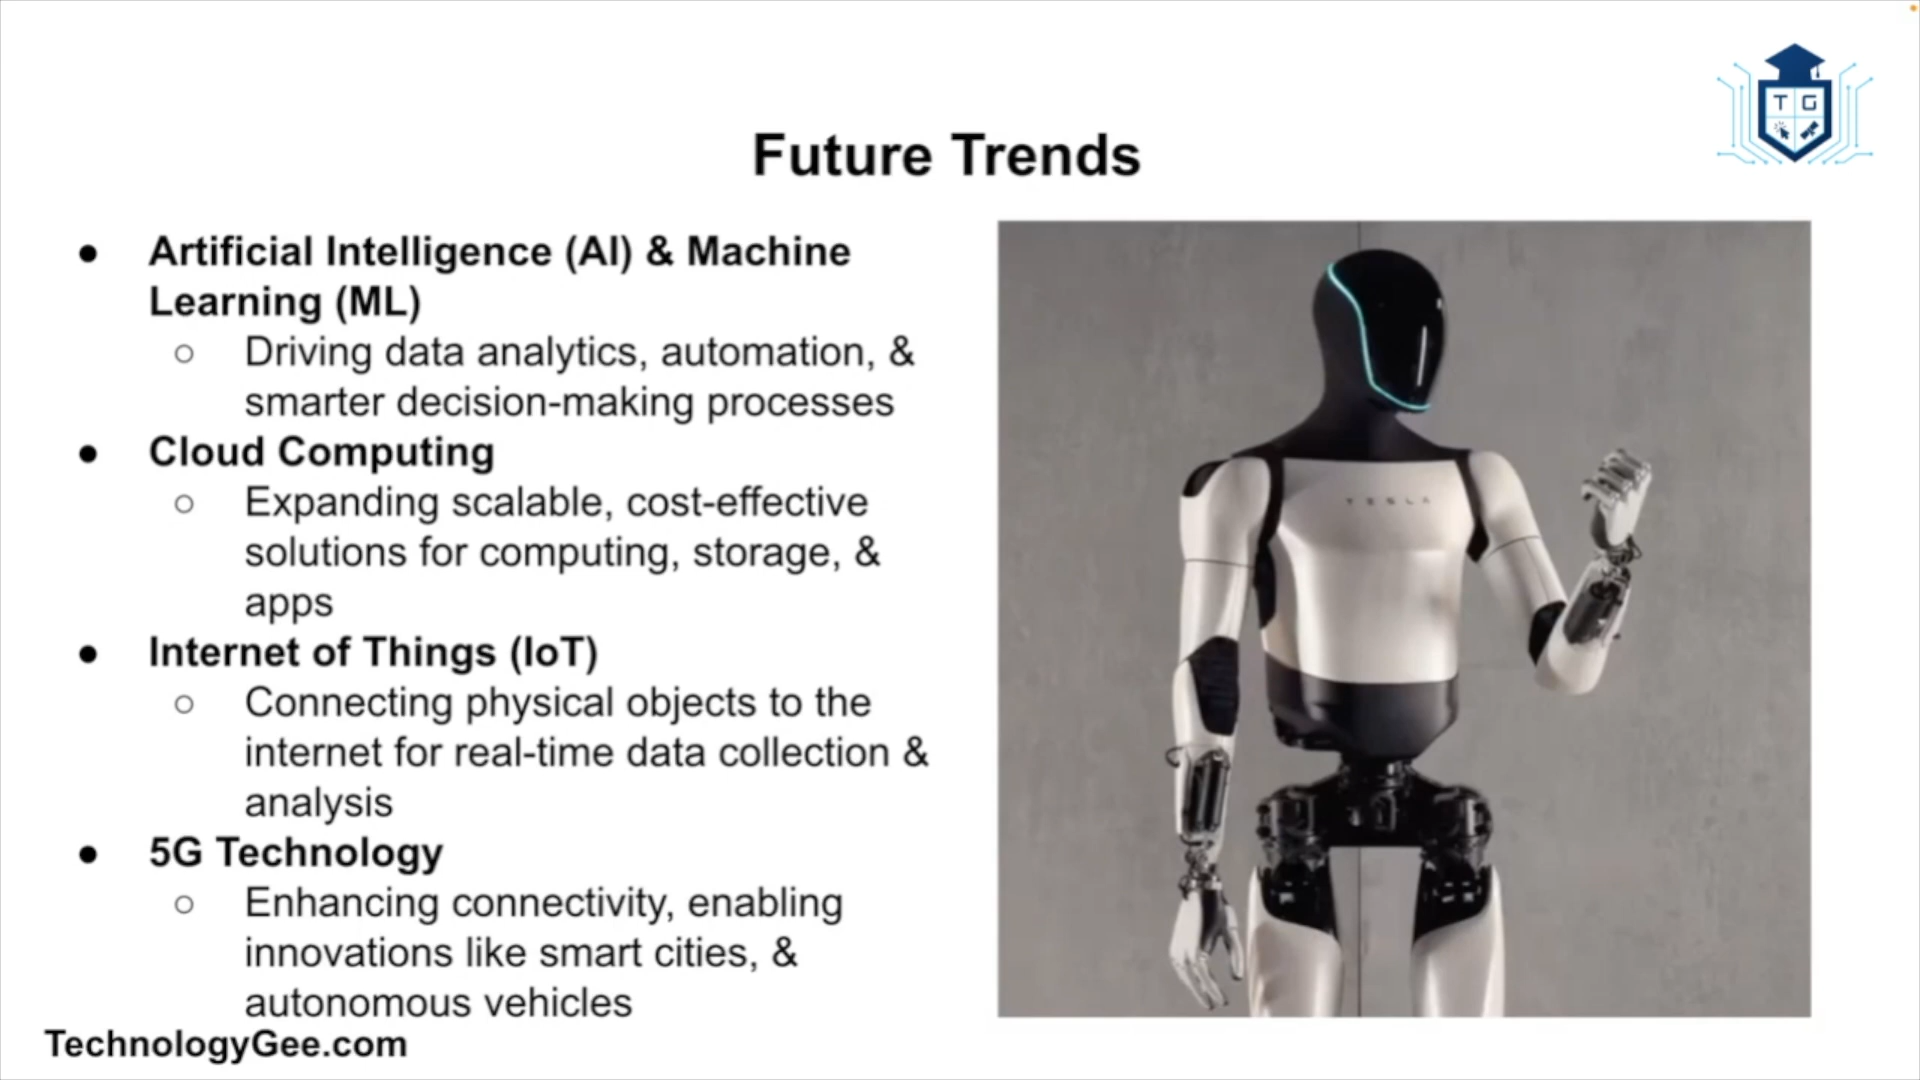 T G
Future Trends
● Artificial Intelligence (AI) & Machine
Learning (ML)
○ Driving data analytics, automation, &
smarter decision-making processes
● Cloud Computing
○ Expanding scalable, cost-effective
solutions for computing, storage, &
apps
● Internet of Things (IoT)
○ Connecting physical objects to the
internet for real-time data collection &
analysis
● 5G Technology
○ Enhancing connectivity, enabling
innovations like smart cities, &
autonomous vehicles
TESLA
TechnologyGee.com